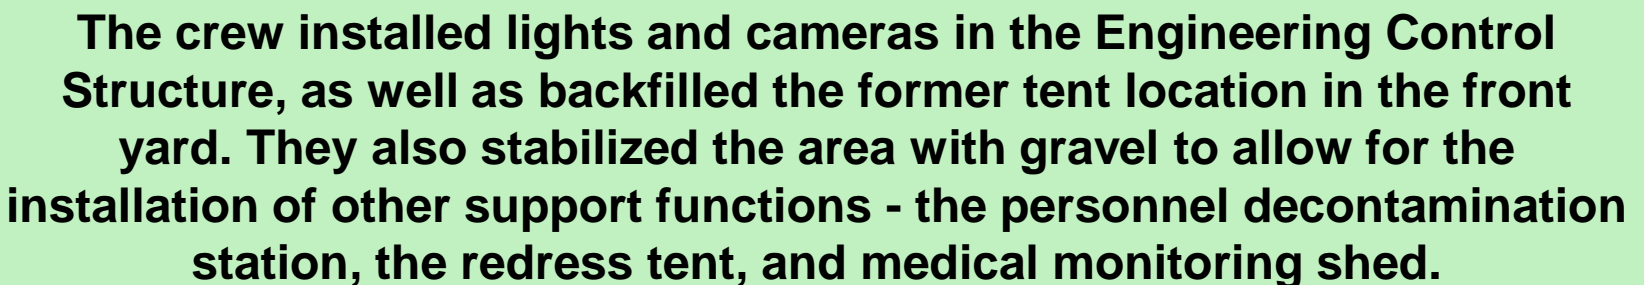 The crew installed lights and cameras in the Engineering Control
Structure, as well as backfilled the former tent location in the front
yard. They also stabilized the area with gravel to allow for the
installation of other support functions - the personnel decontamination
station, the redress tent, and medical monitoring shed.